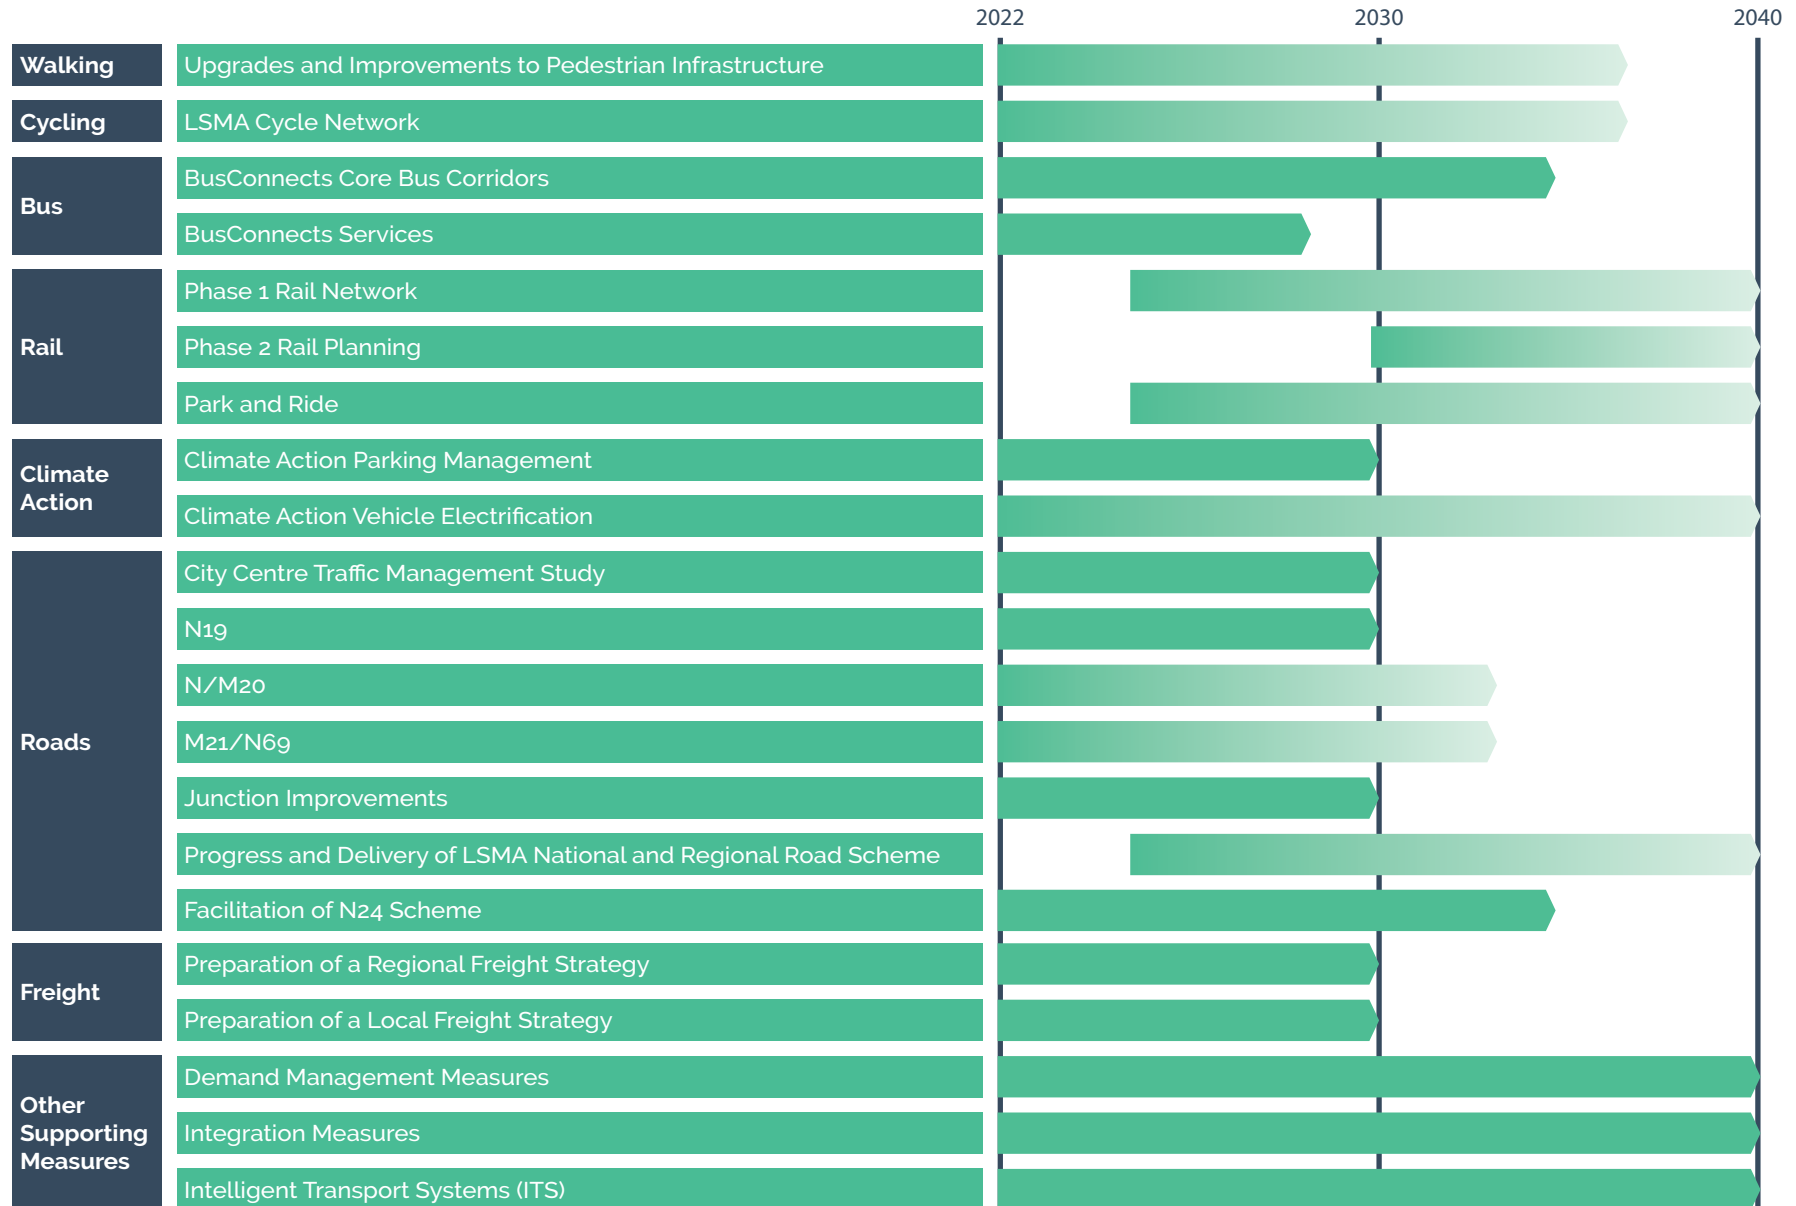 2022 2030 2040
Walking
Upgrades and Improvements to Pedestrian Infrastructure
Cycling
LSMA Cycle Network
Bus
BusConnects Core Bus Corridors
BusConnects Services
Rail
Phase 1 Rail Network
Phase 2 Rail Planning
Park and Ride
Climate
Action
Climate Action Parking Management
Climate Action Vehicle Electrification
Roads
City Centre Traffic Management Study
N19
N/M20
M21/N69
Junction Improvements
Progress and Delivery of LSMA National and Regional Road Scheme
Facilitation of N24 Scheme
Freight
Preparation of a Regional Freight Strategy
Preparation of a Local Freight Strategy
Other
Supporting
Measures
Demand Management Measures
Integration Measures
Intelligent Transport Systems (ITS)